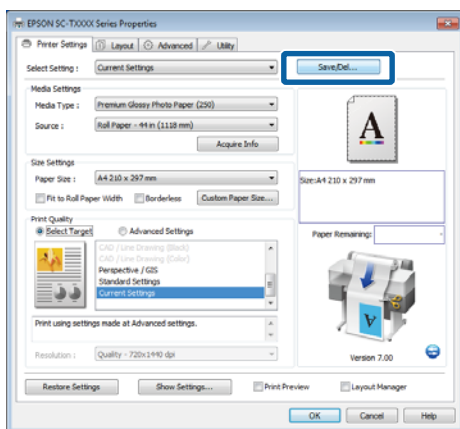 EPSON SC-TXXXX Series Properties
Printer Settings Layout Advanced Utility
Select Setting : Current Settings Save/Del...
Media Settings
Media Type : Premium Glossy Photo Paper (250)
Source : Roll Paper - 44 in (1118 mm)
Acquire Info
A
Size Settings
Paper Size : A4 210 x 297 mm
Size:A4 210 x 297 mm
Fit to Roll Paper Width Borderless Custom Paper Size...
Print Quality
Select Target Advanced Settings
Paper Remaining:
CAD / Line Drawing (Black)
CAD / Line Drawing (Color)
Perspective / GIS
Standard Settings
Current Settings
Print using settings made at Advanced settings.
Resolution : Quality - 720x1440 dpi
Version 7.00
Restore Settings Show Settings... Print Preview Layout Manager
OK Cancel Help